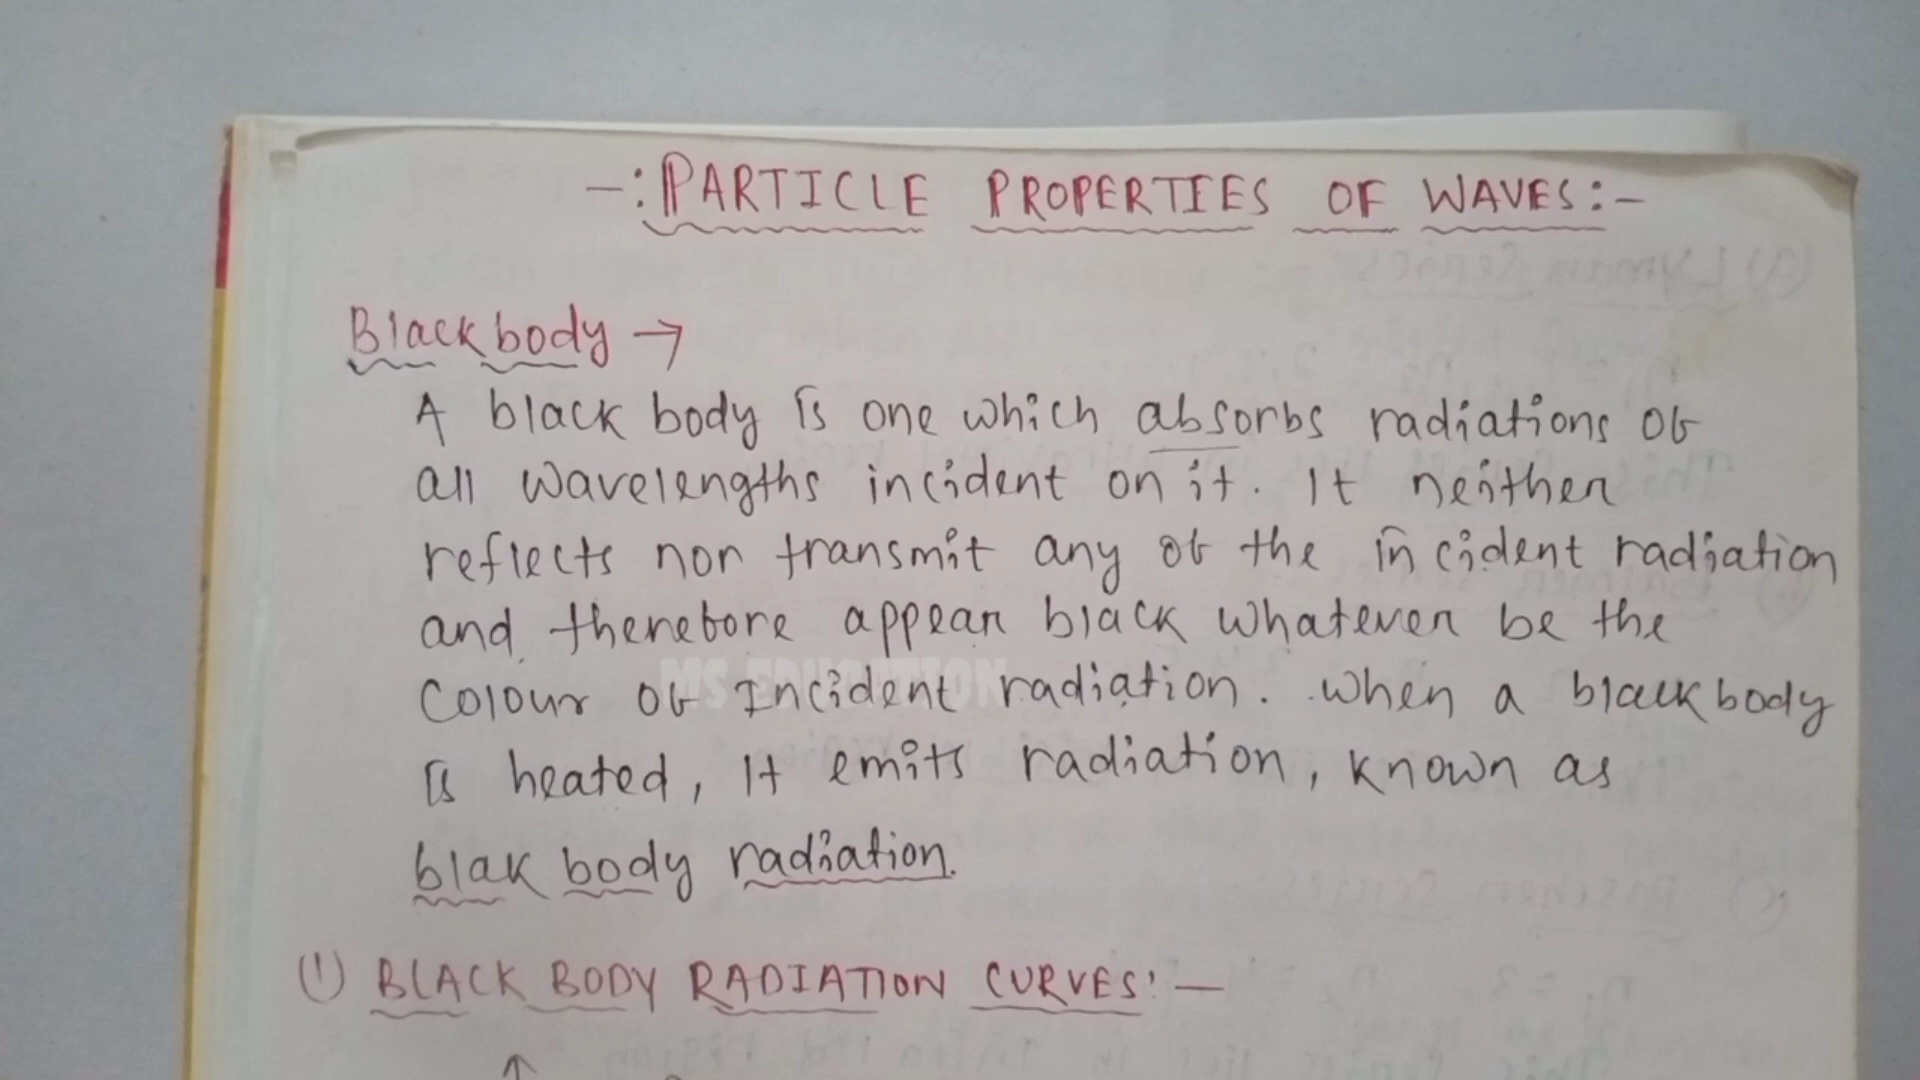 -: PARTICLE PROPERTIES OF WAVES:-
Black body →
A black body is one which absorbs radiations of
all wavelengths incident on it. It neither
reflects nor transmit any of the incident radiation
and therefore appear black whatever be the
Colour of Incident radiation. when a black body
is heated, It emits radiation, known as
blak body radiation.
(1) BLACK BODY RADIATION CURVES:-
MS EDUCATION